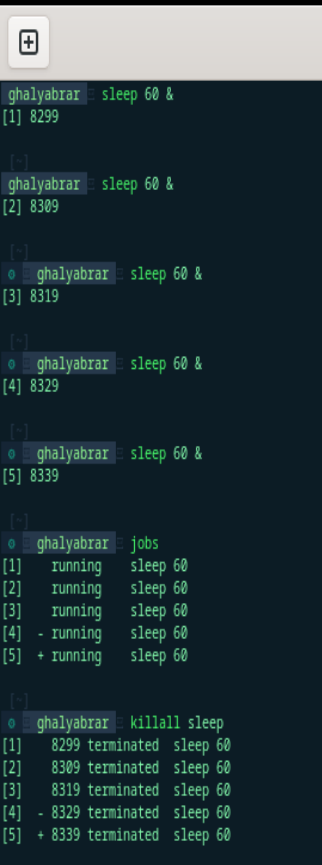 ghalyabrar sleep 60 &
[1] 8299
[~]
ghalyabrar sleep 60 &
[2] 8309
[~]
ghalyabrar sleep 60 &
[3] 8319
[~]
ghalyabrar sleep 60 &
[4] 8329
[~]
ghalyabrar sleep 60 &
[5] 8339
[~]
ghalyabrar jobs
[1] running sleep 60
[2] running sleep 60
[3] running sleep 60
[4] - running sleep 60
[5] + running sleep 60
[~]
ghalyabrar killall sleep
[1] 8299 terminated sleep 60
[2] 8309 terminated sleep 60
[3] 8319 terminated sleep 60
[4] - 8329 terminated sleep 60
[5] + 8339 terminated sleep 60